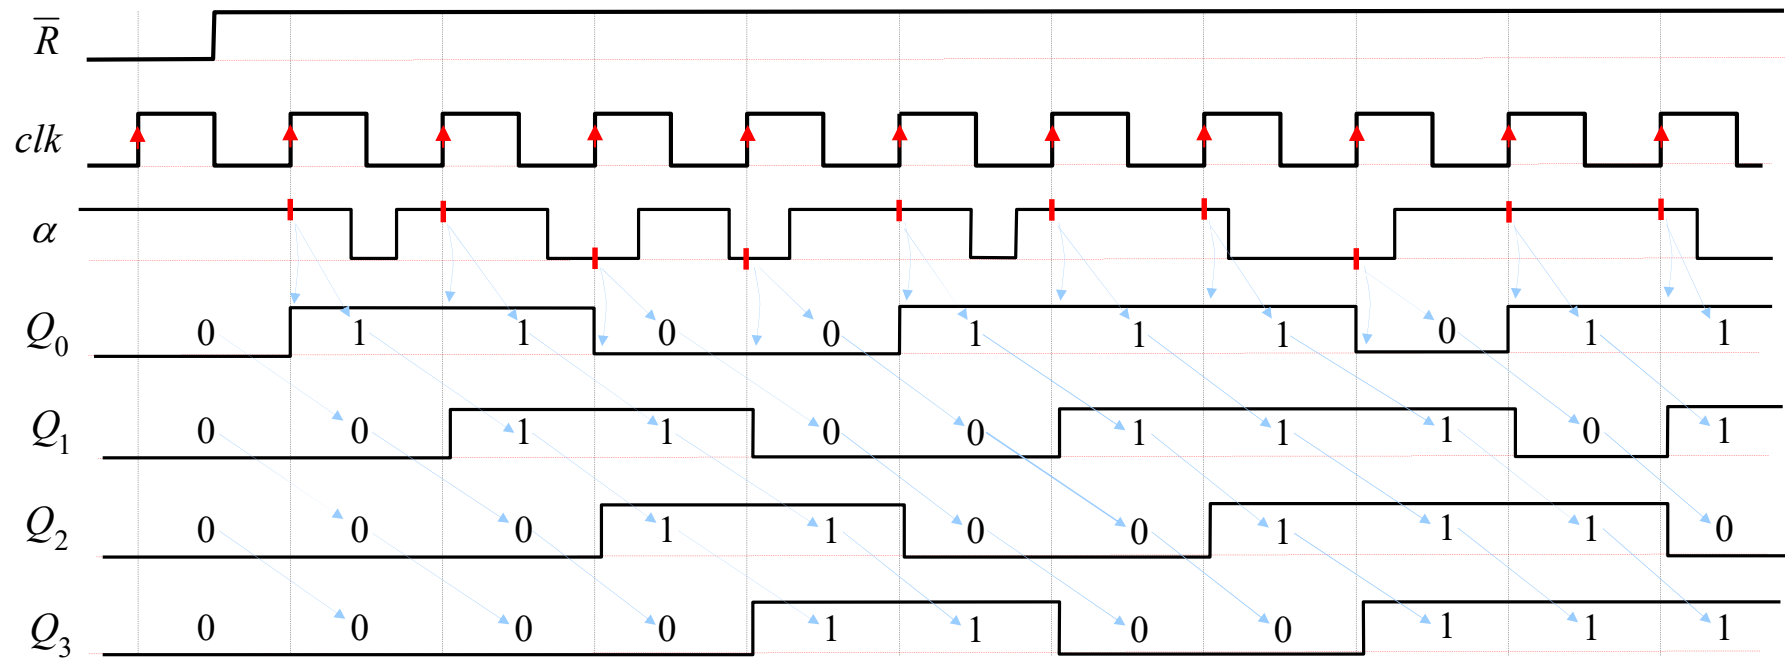 R̅
clk
α
Q₀ 0 1 1 0 0 1 1 1 0 1 1
Q₁ 0 0 1 1 0 0 1 1 1 0 1
Q₂ 0 0 0 1 1 0 0 1 1 1 0
Q₃ 0 0 0 0 1 1 0 0 1 1 1